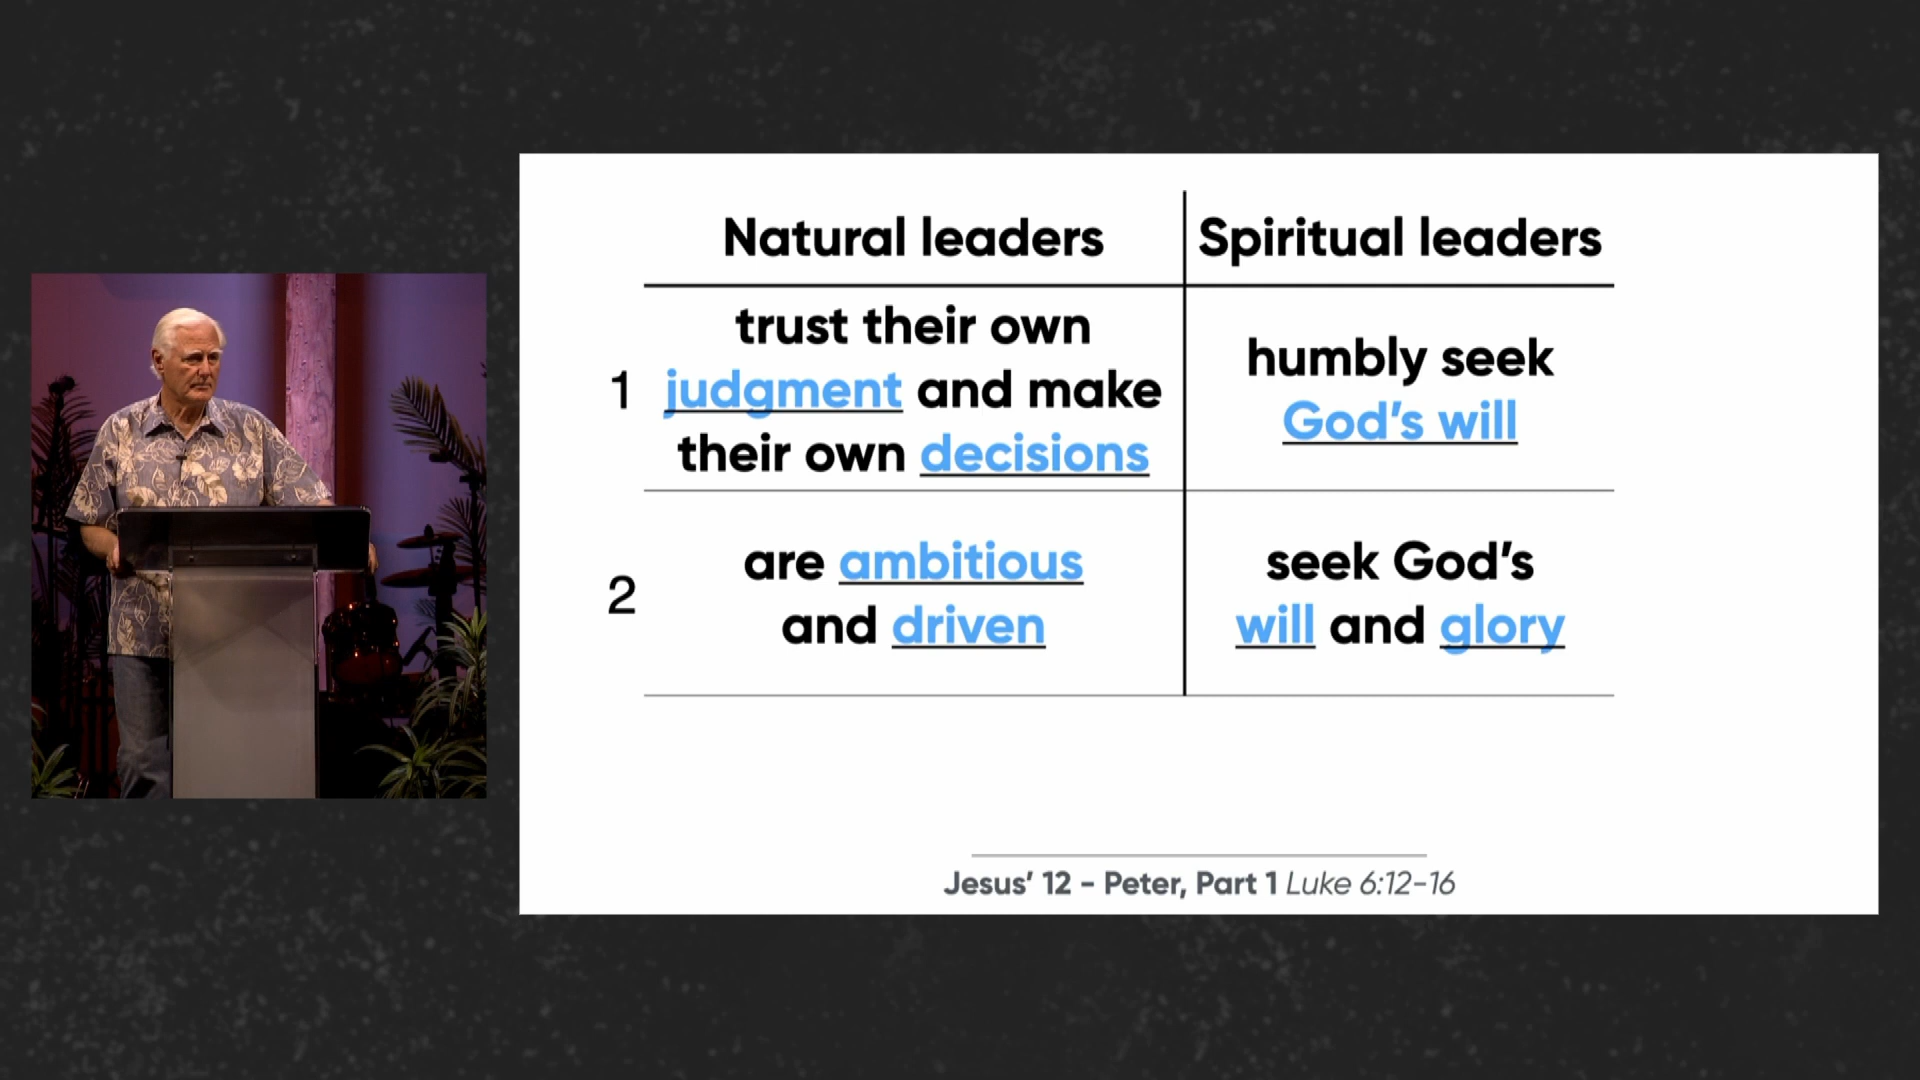 Natural leaders
Spiritual leaders
1
trust their own
judgment and make
their own decisions
humbly seek
God’s will
2
are ambitious
and driven
seek God’s
will and glory
Jesus’ 12 - Peter, Part 1 Luke 6:12-16